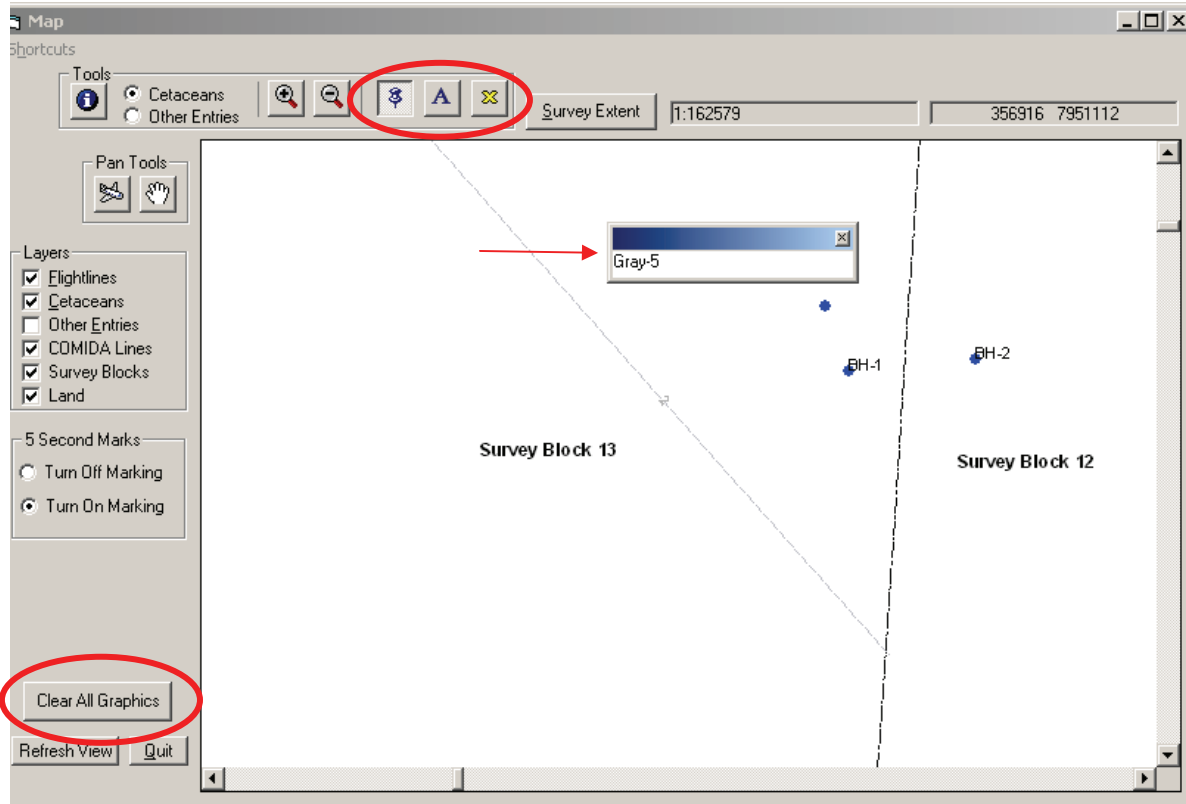 Map
Shortcuts
Tools
Cetaceans
Other Entries
A
Survey Extent
1:162579
356916 7951112
Pan Tools
Layers
Flightlines
Cetaceans
Other Entries
COMIDA Lines
Survey Blocks
Land
5 Second Marks
Turn Off Marking
Turn On Marking
Clear All Graphics
Refresh View
Quit
Gray-5
BH-1
BH-2
Survey Block 13
Survey Block 12